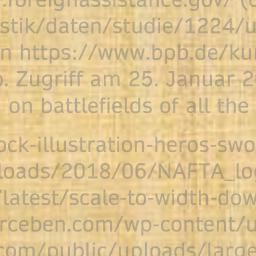 .foreignassistance.gov/ (
stik/daten/studie/1224/u
n https://www.bpb.de/ku
o. Zugriff am 25. Januar 2
on battlefields of all the
ock-illustration-heros-swo
loads/2018/06/NAFTA_lo
/latest/scale-to-width-dow
rceben.com/wp-content/u
com/public/uploads/large